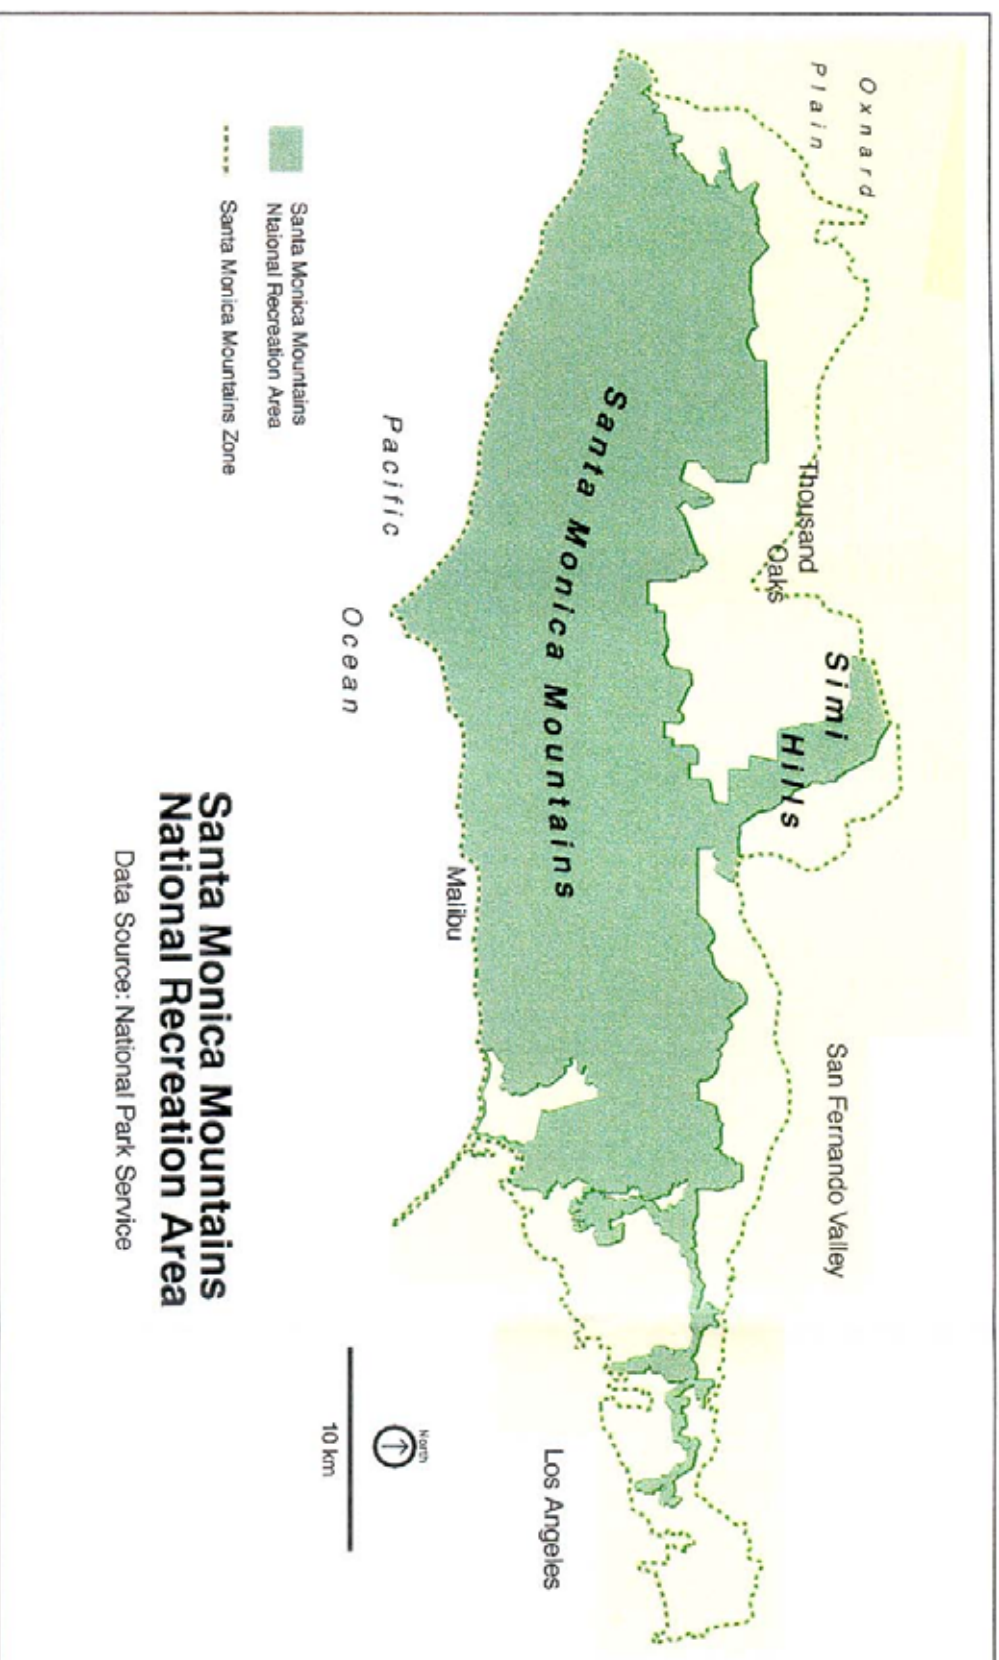 Oxnard
Plain
Thousand
Oaks
Simi
Hills
San Fernando Valley
Santa Monica Mountains
Malibu
Los Angeles
Pacific
Ocean
Santa Monica Mountains
Ntaional Recreation Area
Santa Monica Mountains Zone
North
10 km
Santa Monica Mountains
National Recreation Area
Data Source: National Park Service